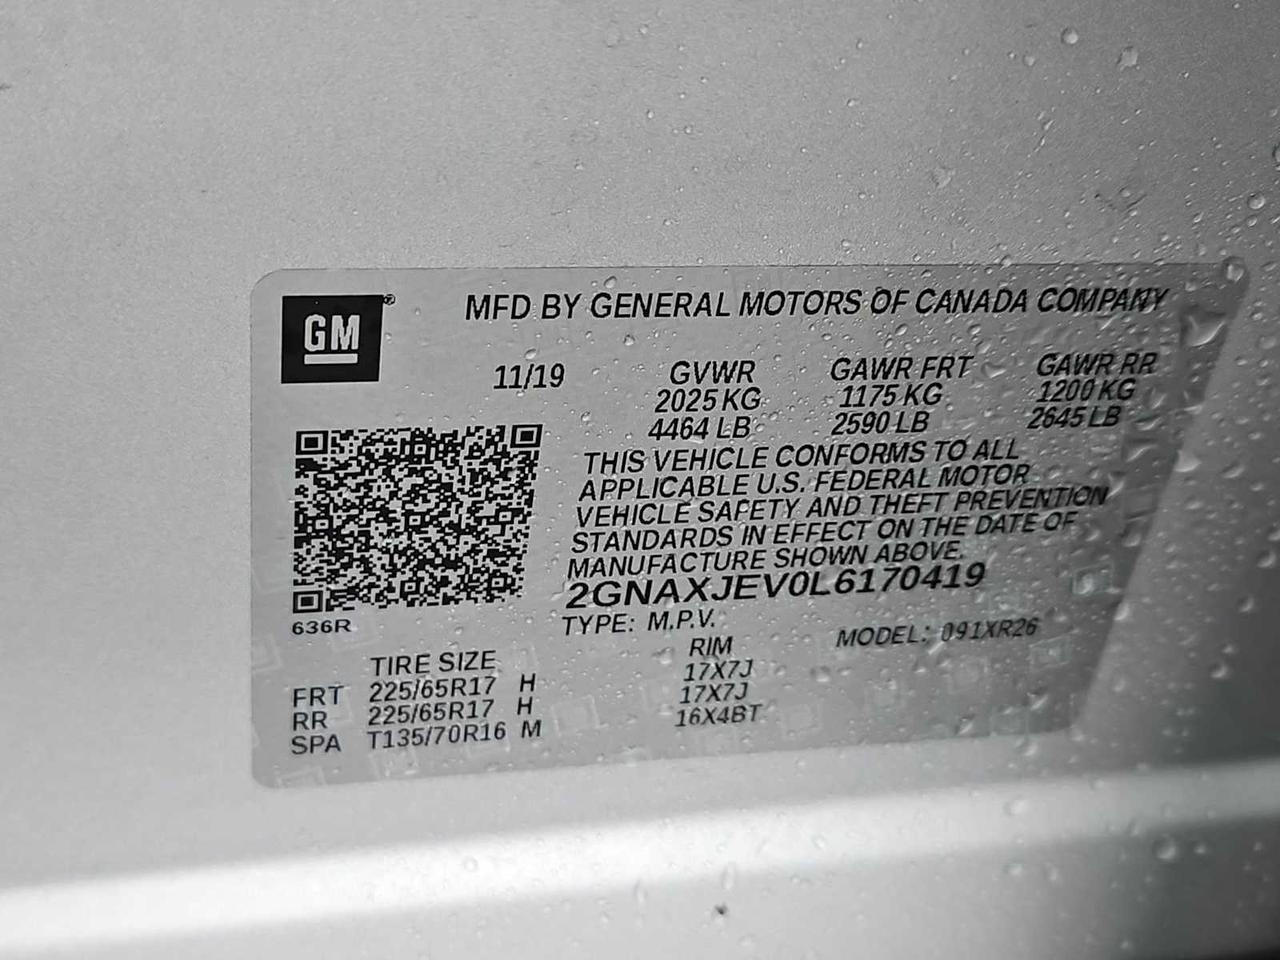 GM®
MFD BY GENERAL MOTORS OF CANADA COMPANY
11/19 GVWR GAWR FRT GAWR RR
2025 KG 1175 KG 1200 KG
4464 LB 2590 LB 2645 LB
THIS VEHICLE CONFORMS TO ALL
APPLICABLE U.S. FEDERAL MOTOR
VEHICLE SAFETY AND THEFT PREVENTION
STANDARDS IN EFFECT ON THE DATE OF
MANUFACTURE SHOWN ABOVE.
2GNAXJEV0L6170419
636R
TYPE: M.P.V. MODEL: 091XR26
TIRE SIZE RIM
FRT 225/65R17 H 17X7J
RR 225/65R17 H 17X7J
SPA T135/70R16 M 16X4BT